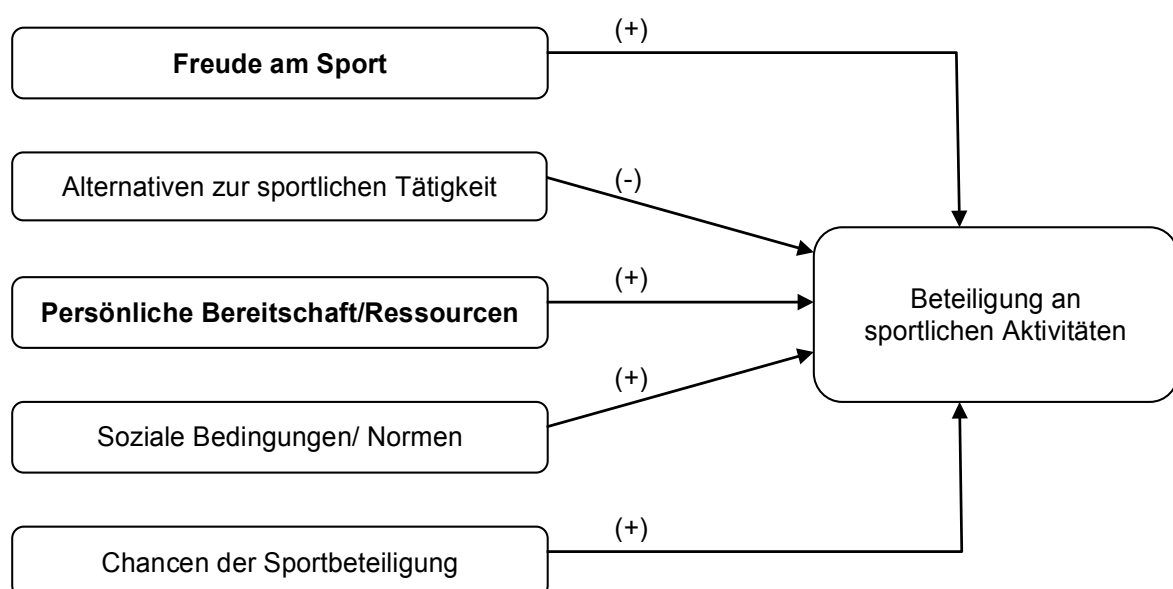 (+)
Freude am Sport
Alternativen zur sportlichen Tätigkeit
(-)
Persönliche Bereitschaft/Ressourcen
(+)
Beteiligung an
sportlichen Aktivitäten
Soziale Bedingungen/ Normen
(+)
Chancen der Sportbeteiligung
(+)